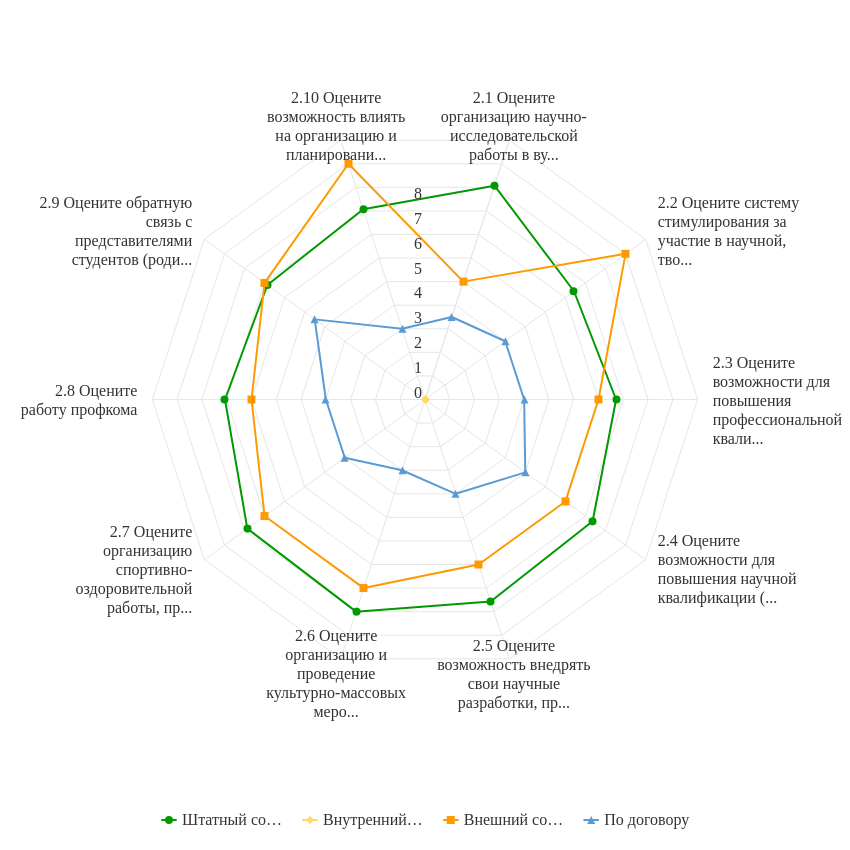 2.10 Оцените
возможность влиять
на организацию и
планировани...
2.1 Оцените
организацию научно-
исследовательской
работы в ву...
2.9 Оцените обратную
связь с
представителями
студентов (роди...
2.2 Оцените систему
стимулирования за
участие в научной,
тво...
8
7
6
5
4
3
2
1
0
2.8 Оцените
работу профкома
2.3 Оцените
возможности для
повышения
профессиональной
квали...
2.7 Оцените
организацию
спортивно-
оздоровительной
работы, пр...
2.4 Оцените
возможности для
повышения научной
квалификации (...
2.6 Оцените
организацию и
проведение
культурно-массовых
меро...
2.5 Оцените
возможность внедрять
свои научные
разработки, пр...
Штатный со… Внутренний… Внешний со… По договору